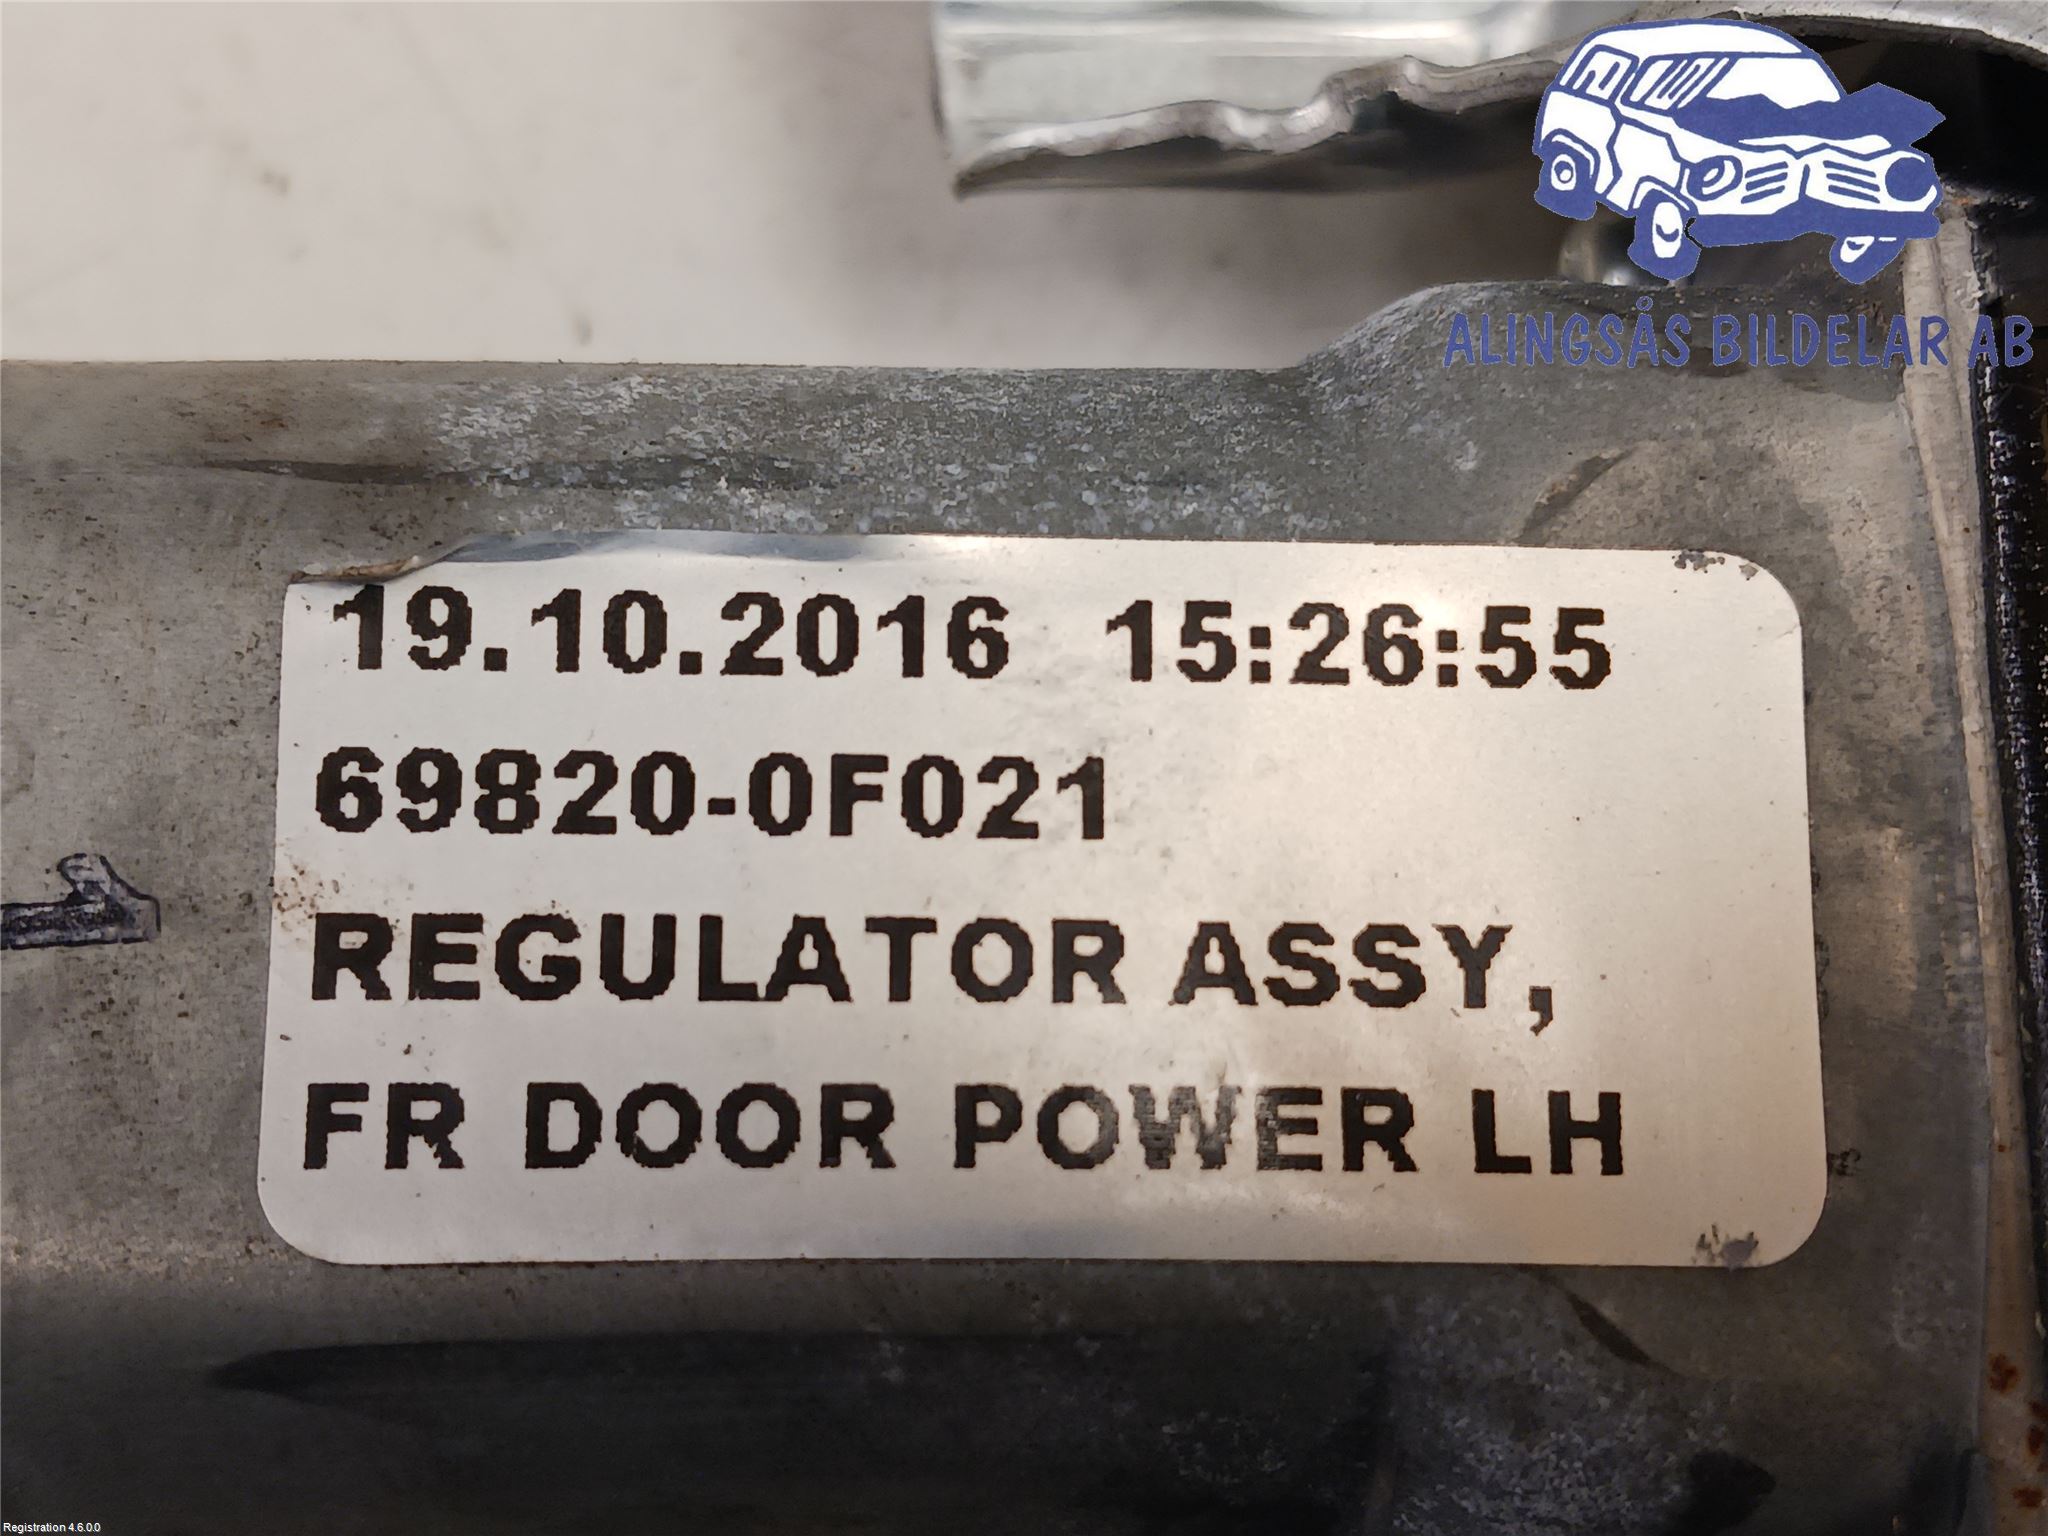 ALINGSÅS BILDELAR AB
19.10.2016 15:26:55
69820-0F021
REGULATOR ASSY,
FR DOOR POWER LH
Registration 4.6.0.0